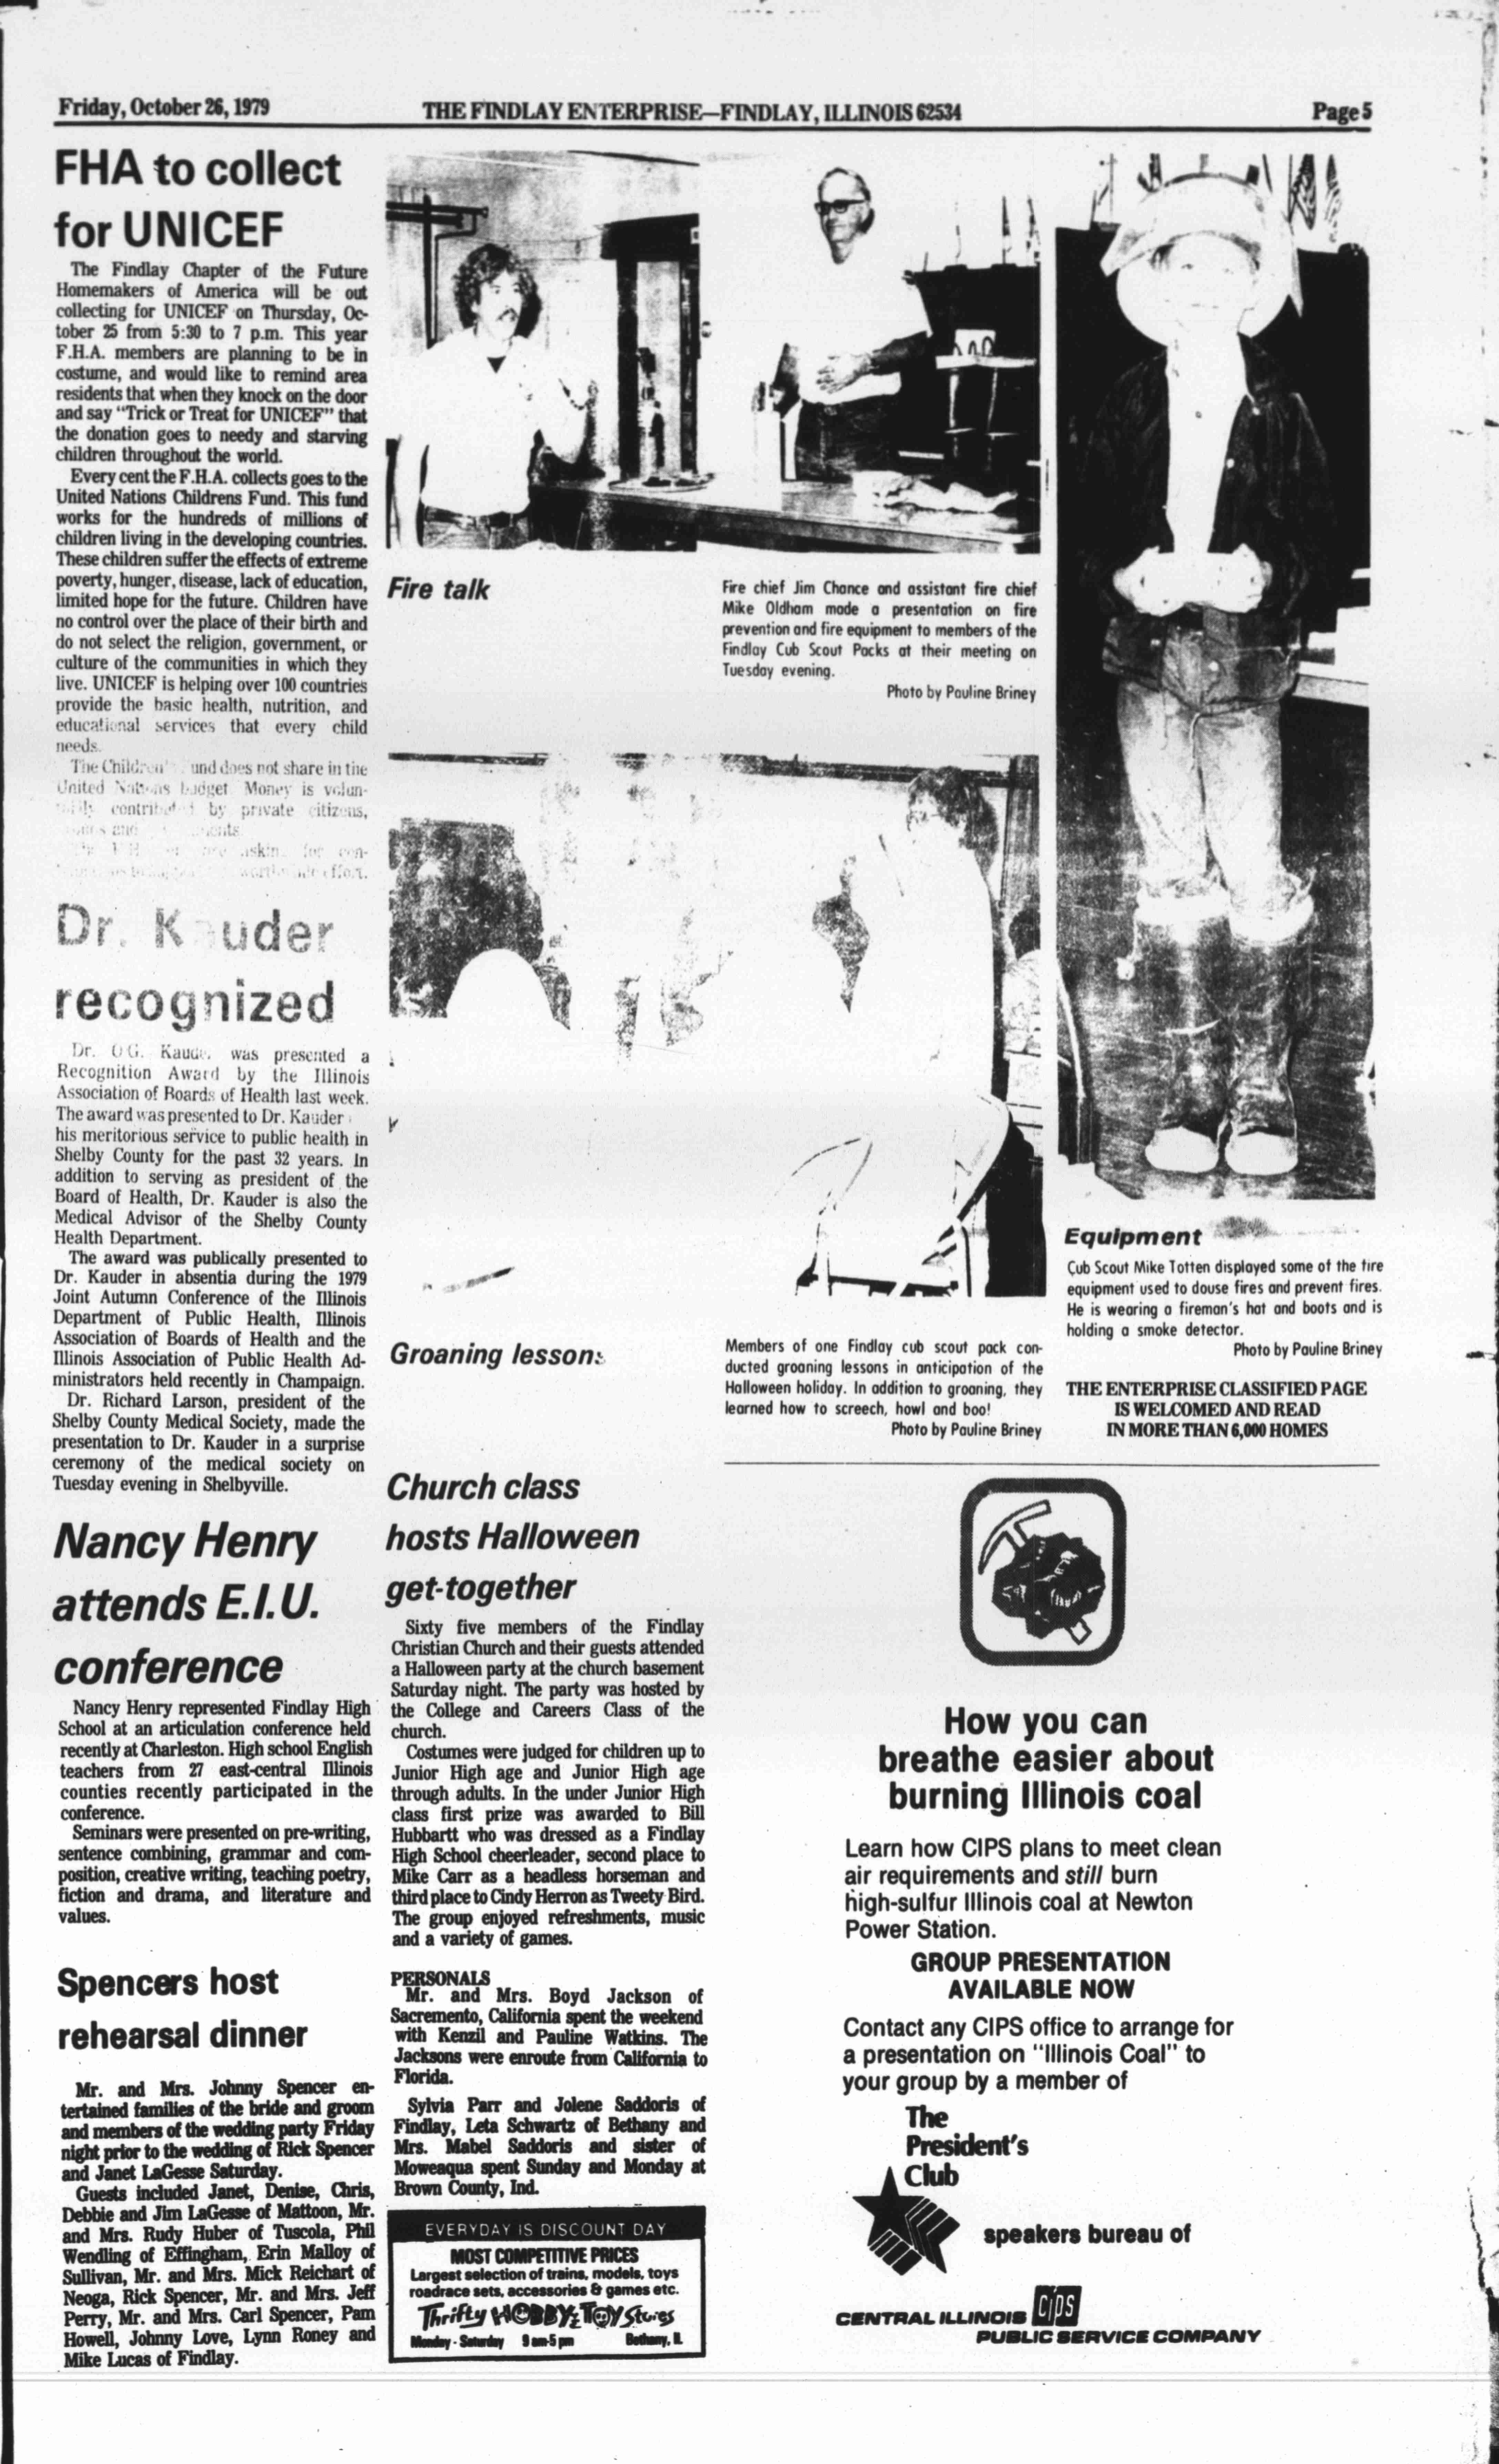 Friday, October 26, 1979
THE FINDLAY ENTERPRISE—FINDLAY, ILLINOIS 62534
Page 5
FHA to collect
for UNICEF
The Findlay Chapter of the Future
Homemakers of America will be out
collecting for UNICEF on Thursday, Oc-
tober 25 from 5:30 to 7 p.m. This year
F.H.A. members are planning to be in
costume, and would like to remind area
residents that when they knock on the door
and say "Trick or Treat for UNICEF" that
the donation goes to needy and starving
children throughout the world.
Every cent the F.H.A. collects goes to the
United Nations Childrens Fund. This fund
works for the hundreds of millions of
children living in the developing countries.
These children suffer the effects of extreme
poverty, hunger, disease, lack of education,
limited hope for the future. Children have
no control over the place of their birth and
do not select the religion, government, or
culture of the communities in which they
live. UNICEF is helping over 100 countries
provide the basic health, nutrition, and
educational services that every child
needs.
The und does not share in the
United Nations budget Money is volun-
by private citizens,
and
for con-
effort.
Dr. Kauder
recognized
Dr. O.G. Kauder was presented a
Recognition Award by the Illinois
Association of Boards of Health last week.
The award was presented to Dr. Kauder
his meritorious service to public health in
Shelby County for the past 32 years. In
addition to serving as president of the
Board of Health, Dr. Kauder is also the
Medical Advisor of the Shelby County
Health Department.
The award was publically presented to
Dr. Kauder in absentia during the 1979
Joint Autumn Conference of the Illinois
Department of Public Health, Illinois
Association of Boards of Health and the
Illinois Association of Public Health Ad-
ministrators held recently in Champaign.
Dr. Richard Larson, president of the
Shelby County Medical Society, made the
presentation to Dr. Kauder in a surprise
ceremony of the medical society on
Tuesday evening in Shelbyville.
Nancy Henry
attends E.I.U.
conference
Nancy Henry represented Findlay High
School at an articulation conference held
recently at Charleston. High school English
teachers from 27 east-central Illinois
counties recently participated in the
conference.
Seminars were presented on pre-writing,
sentence combining, grammar and com-
position, creative writing, teaching poetry,
fiction and drama, and literature and
values.
Spencers host
rehearsal dinner
Mr. and Mrs. Johnny Spencer en-
tertained families of the bride and groom
and members of the wedding party Friday
night prior to the wedding of Rick Spencer
and Janet LaGesse Saturday.
Guests included Janet, Denise, Chris,
Debbie and Jim LaGesse of Mattoon, Mr.
and Mrs. Rudy Huber of Tuscola, Phil
Wendling of Effingham, Erin Malloy of
Sullivan, Mr. and Mrs. Mick Reichart of
Neoga, Rick Spencer, Mr. and Mrs. Jeff
Perry, Mr. and Mrs. Carl Spencer, Pam
Howell, Johnny Love, Lynn Roney and
Mike Lucas of Findlay.
Fire talk
Fire chief Jim Chance and assistant fire chief
Mike Oldham made a presentation on fire
prevention and fire equipment to members of the
Findlay Cub Scout Packs at their meeting on
Tuesday evening.
Photo by Pauline Briney
Groaning lessons
Members of one Findlay cub scout pack con-
ducted groaning lessons in anticipation of the
Halloween holiday. In addition to groaning, they
learned how to screech, howl and boo!
Photo by Pauline Briney
Equipment
Cub Scout Mike Totten displayed some of the fire
equipment used to douse fires and prevent fires.
He is wearing a fireman's hat and boots and is
holding a smoke detector.
Photo by Pauline Briney
THE ENTERPRISE CLASSIFIED PAGE
IS WELCOMED AND READ
IN MORE THAN 6,000 HOMES
Church class
hosts Halloween
get-together
Sixty five members of the Findlay
Christian Church and their guests attended
a Halloween party at the church basement
Saturday night. The party was hosted by
the College and Careers Class of the
church.
Costumes were judged for children up to
Junior High age and Junior High age
through adults. In the under Junior High
class first prize was awarded to Bill
Hubbartt who was dressed as a Findlay
High School cheerleader, second place to
Mike Carr as a headless horseman and
third place to Cindy Herron as Tweety Bird.
The group enjoyed refreshments, music
and a variety of games.
PERSONALS
Mr. and Mrs. Boyd Jackson of
Sacremento, California spent the weekend
with Kenzil and Pauline Watkins. The
Jacksons were enroute from California to
Florida.
Sylvia Parr and Jolene Saddoris of
Findlay, Leta Schwartz of Bethany and
Mrs. Mabel Saddoris and sister of
Moweaqua spent Sunday and Monday at
Brown County, Ind.
EVERYDAY IS DISCOUNT DAY
MOST COMPETITIVE PRICES
Largest selection of trains, models, toys
roadrace sets, accessories & games etc.
Thrifty HOBBY & TOY Stores
Monday - Saturday 9 am-5 pm Bethany, IL
How you can
breathe easier about
burning Illinois coal
Learn how CIPS plans to meet clean
air requirements and still burn
high-sulfur Illinois coal at Newton
Power Station.
GROUP PRESENTATION
AVAILABLE NOW
Contact any CIPS office to arrange for
a presentation on "Illinois Coal" to
your group by a member of
The
President's
Club
speakers bureau of
CENTRAL ILLINOIS CIPS
PUBLIC SERVICE COMPANY